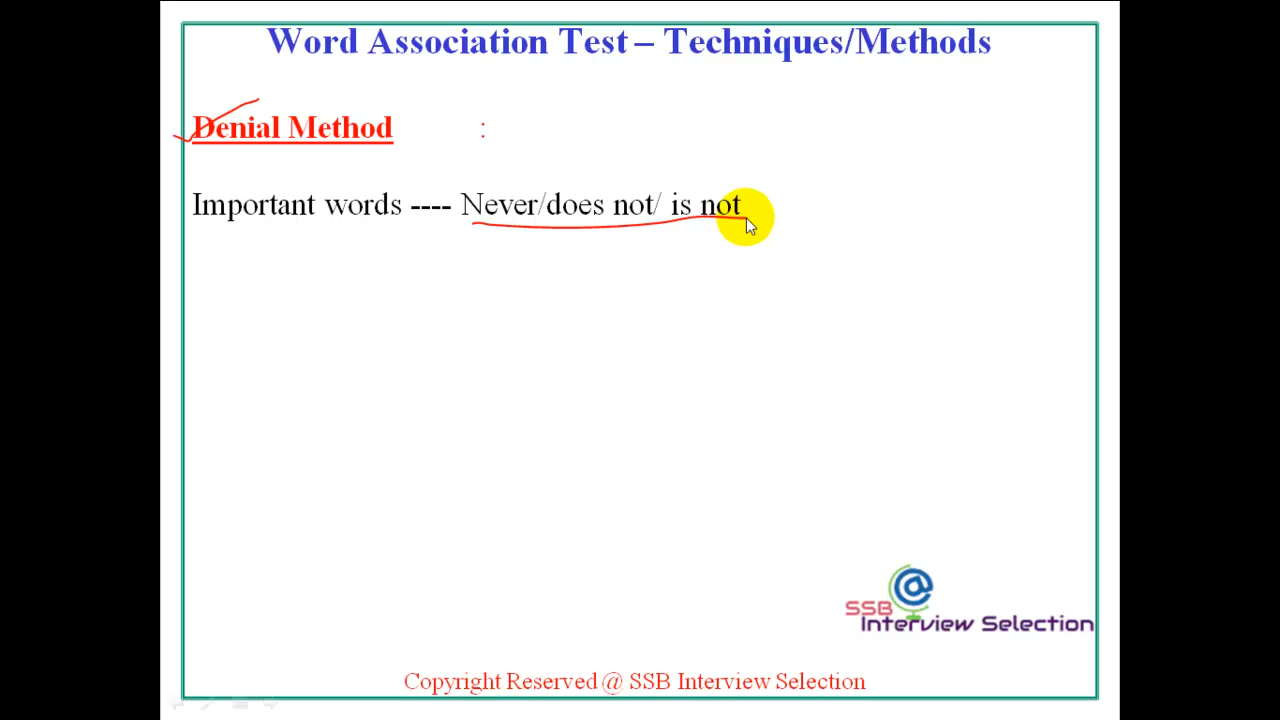 Word Association Test – Techniques/Methods
Denial Method :
Important words ---- Never/does not/ is not
SSB
Interview Selection
Copyright Reserved @ SSB Interview Selection